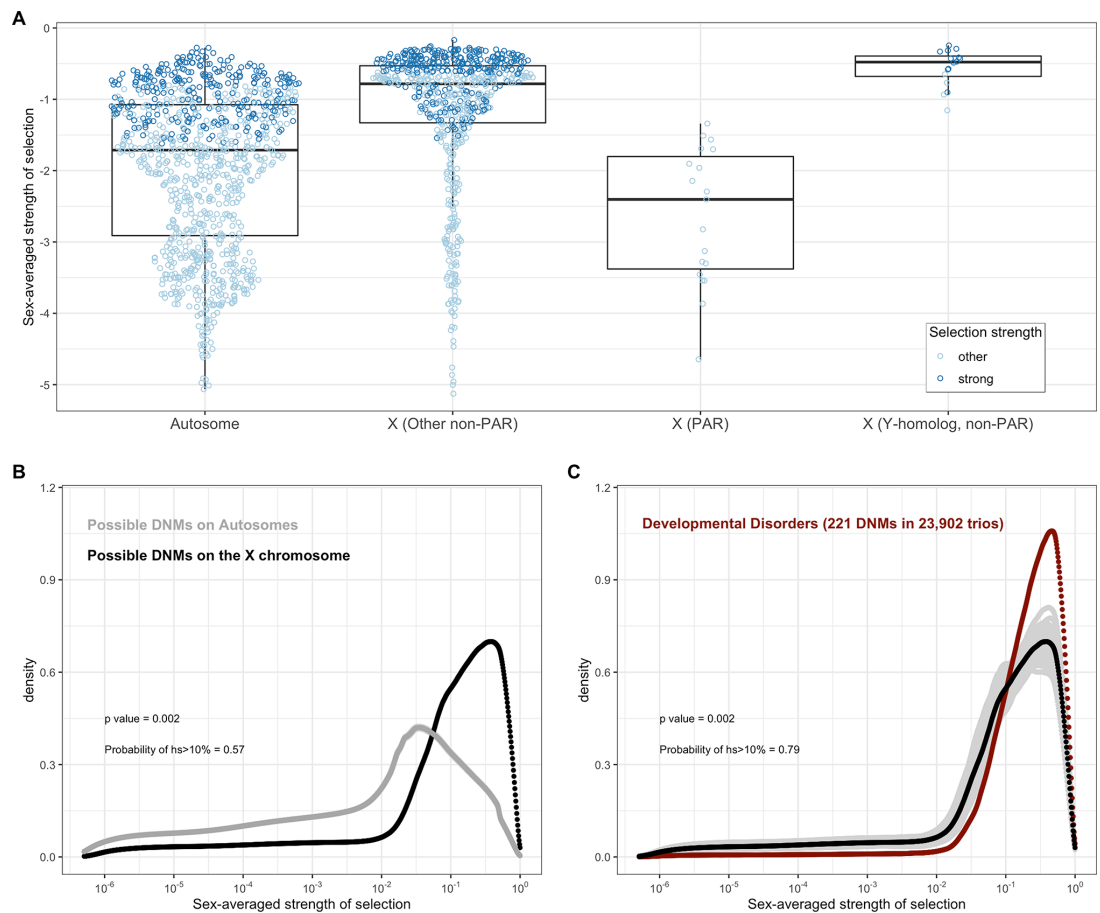 A
Sex-averaged strength of selection
0
-1
-2
-3
-4
-5
Autosome
X (Other non-PAR)
X (PAR)
X (Y-homolog, non-PAR)
Selection strength
other
strong
B
density
1.2
0.9
0.6
0.3
0.0
Possible DNMs on Autosomes
Possible DNMs on the X chromosome
p value = 0.002
Probability of hs>10% = 0.57
10⁻⁶
10⁻⁵
10⁻⁴
10⁻³
10⁻²
10⁻¹
10⁰
Sex-averaged strength of selection
C
density
1.2
0.9
0.6
0.3
0.0
Developmental Disorders (221 DNMs in 23,902 trios)
p value = 0.002
Probability of hs>10% = 0.79
10⁻⁶
10⁻⁵
10⁻⁴
10⁻³
10⁻²
10⁻¹
10⁰
Sex-averaged strength of selection